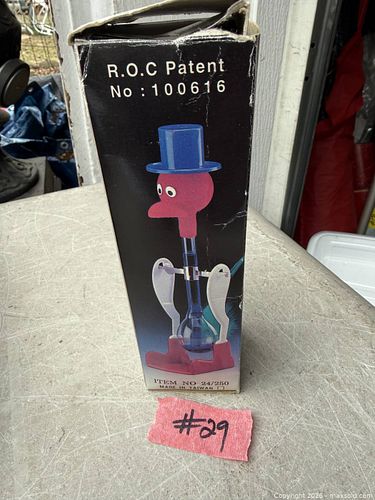 R.O.C Patent
No : 100616
ITEM NO 24/250
MADE IN TAIWAN ( )
#29
Copyright 2026 - maxsold.com